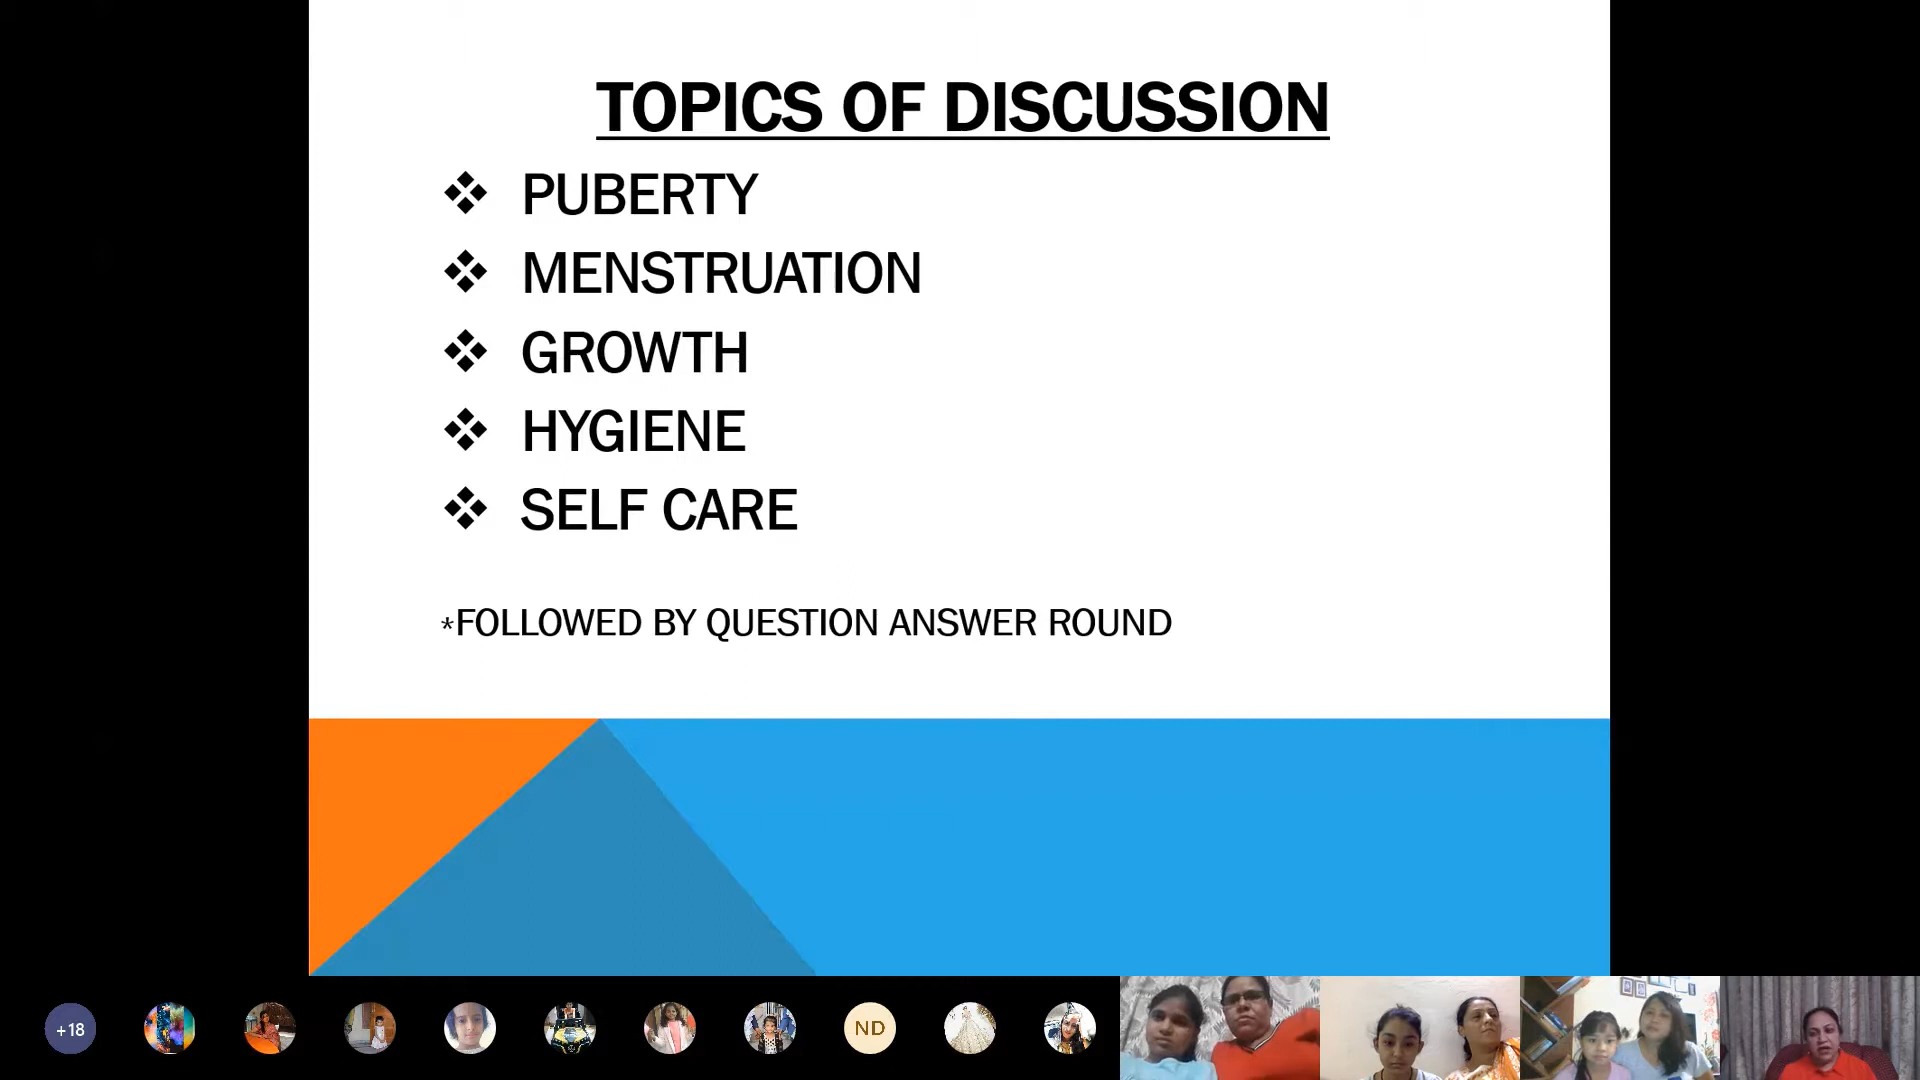 TOPICS OF DISCUSSION
❖ PUBERTY
❖ MENSTRUATION
❖ GROWTH
❖ HYGIENE
❖ SELF CARE
*FOLLOWED BY QUESTION ANSWER ROUND
+18
ND